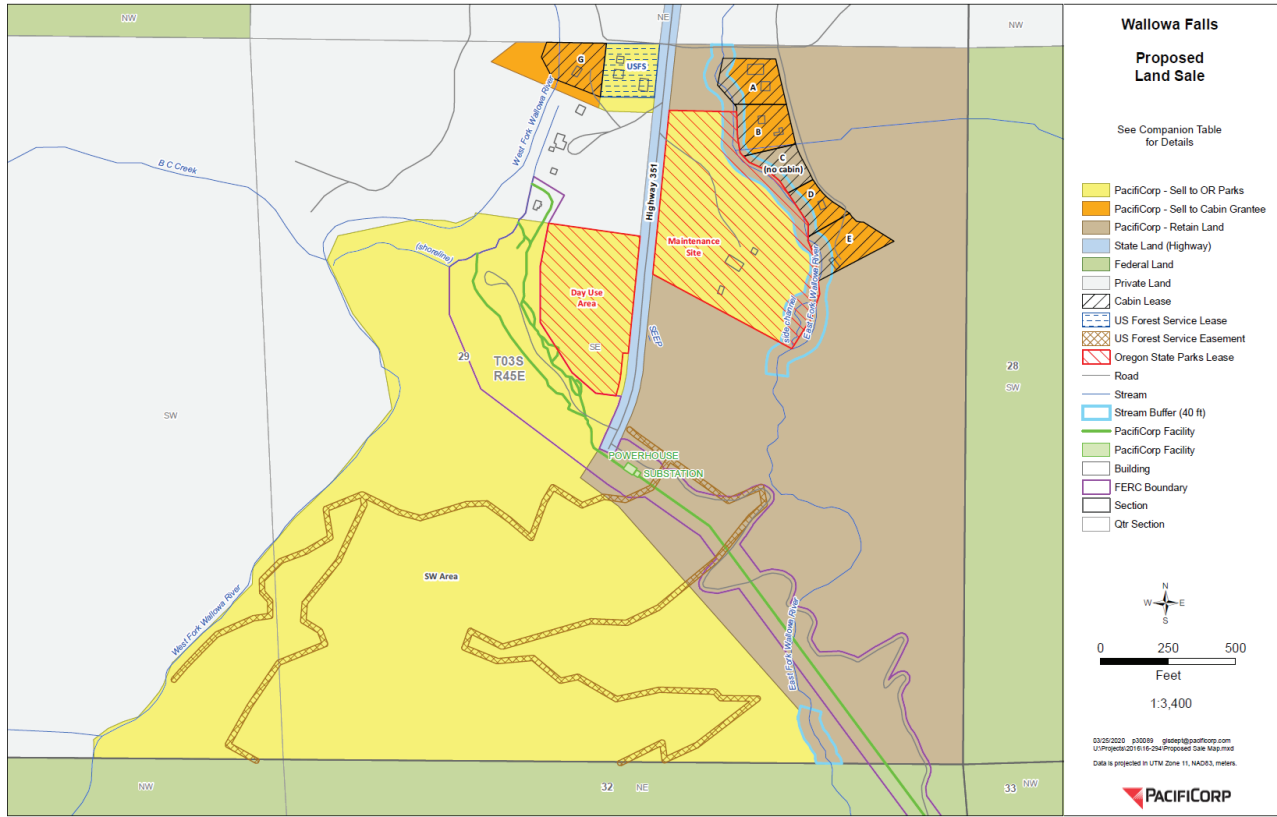 NW
NE
NW
G
USFS
A
B
C
(no cabin)
D
E
West Fork Wallowa River
B C Creek
Highway 351
Maintenance
Site
(shoreline)
Day Use
Area
side channel
East Fork Wallowa River
SEEP
SE
29
T03S
R45E
28
SW
SW
POWERHOUSE
SUBSTATION
SW Area
West Fork Wallowa River
East Fork Wallowa River
NW
32
NE
33
NW
Wallowa Falls
Proposed
Land Sale
See Companion Table
for Details
PacifiCorp - Sell to OR Parks
PacifiCorp - Sell to Cabin Grantee
PacifiCorp - Retain Land
State Land (Highway)
Federal Land
Private Land
Cabin Lease
US Forest Service Lease
US Forest Service Easement
Oregon State Parks Lease
Road
Stream
Stream Buffer (40 ft)
PacifiCorp Facility
PacifiCorp Facility
Building
FERC Boundary
Section
Qtr Section
N
W E
S
0 250 500
Feet
1:3,400
03/25/2020 p30089 gisdept@pacificorp.com
U:\Projects\2016\16-294\Proposed Sale Map.mxd
Data is projected in UTM Zone 11, NAD83, meters.
PACIFICORP